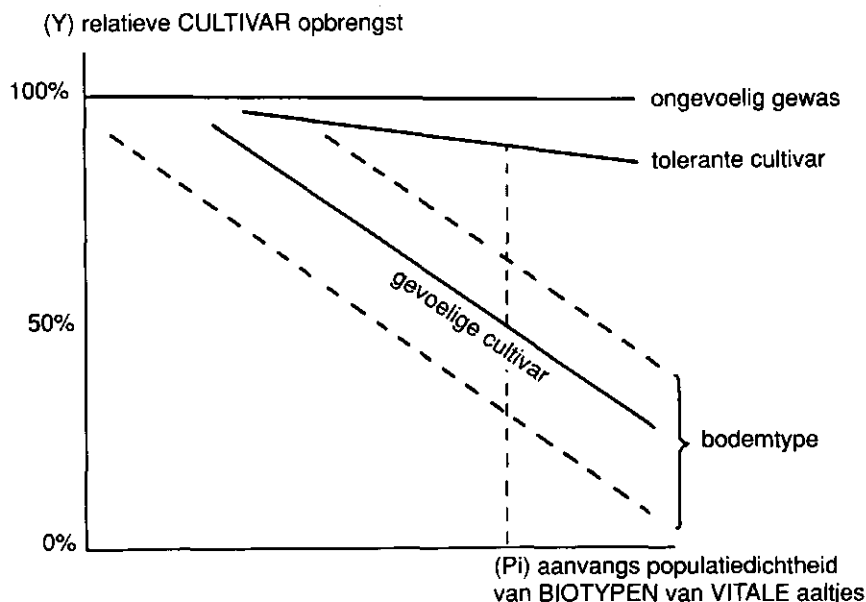 (Y) relatieve CULTIVAR opbrengst
100%
ongevoelig gewas
tolerante cultivar
50%
gevoelige cultivar
bodemtype
0%
(Pi) aanvangs populatiedichtheid
van BIOTYPEN van VITALE aaltjes